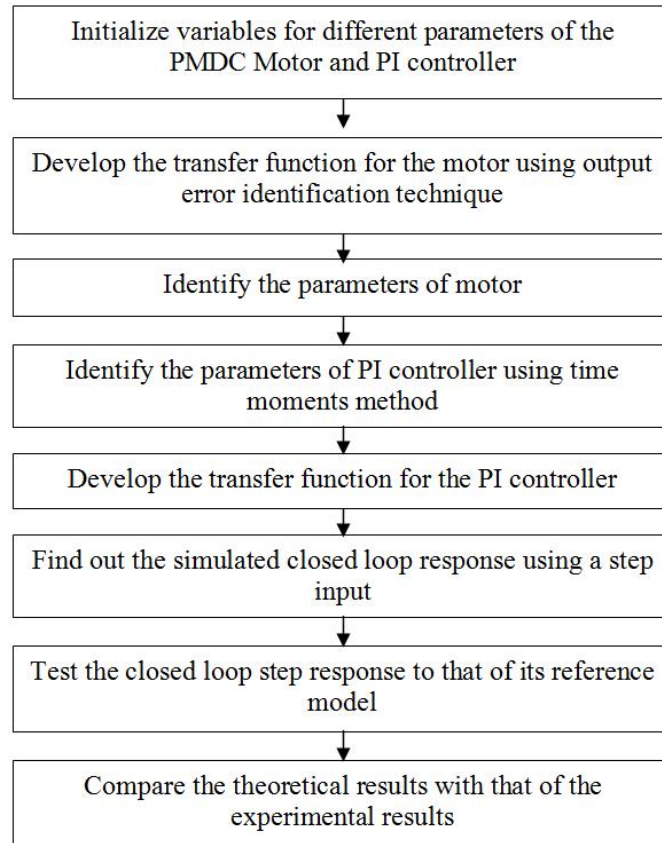 Initialize variables for different parameters of the
PMDC Motor and PI controller
Develop the transfer function for the motor using output
error identification technique
Identify the parameters of motor
Identify the parameters of PI controller using time
moments method
Develop the transfer function for the PI controller
Find out the simulated closed loop response using a step
input
Test the closed loop step response to that of its reference
model
Compare the theoretical results with that of the
experimental results